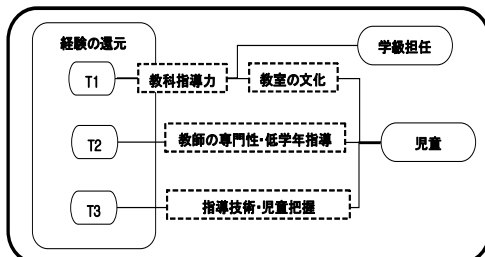 経験の還元
学級担任
T1
教科指導力
教室の文化
T2
教師の専門性・低学年指導
児童
T3
指導技術・児童把握